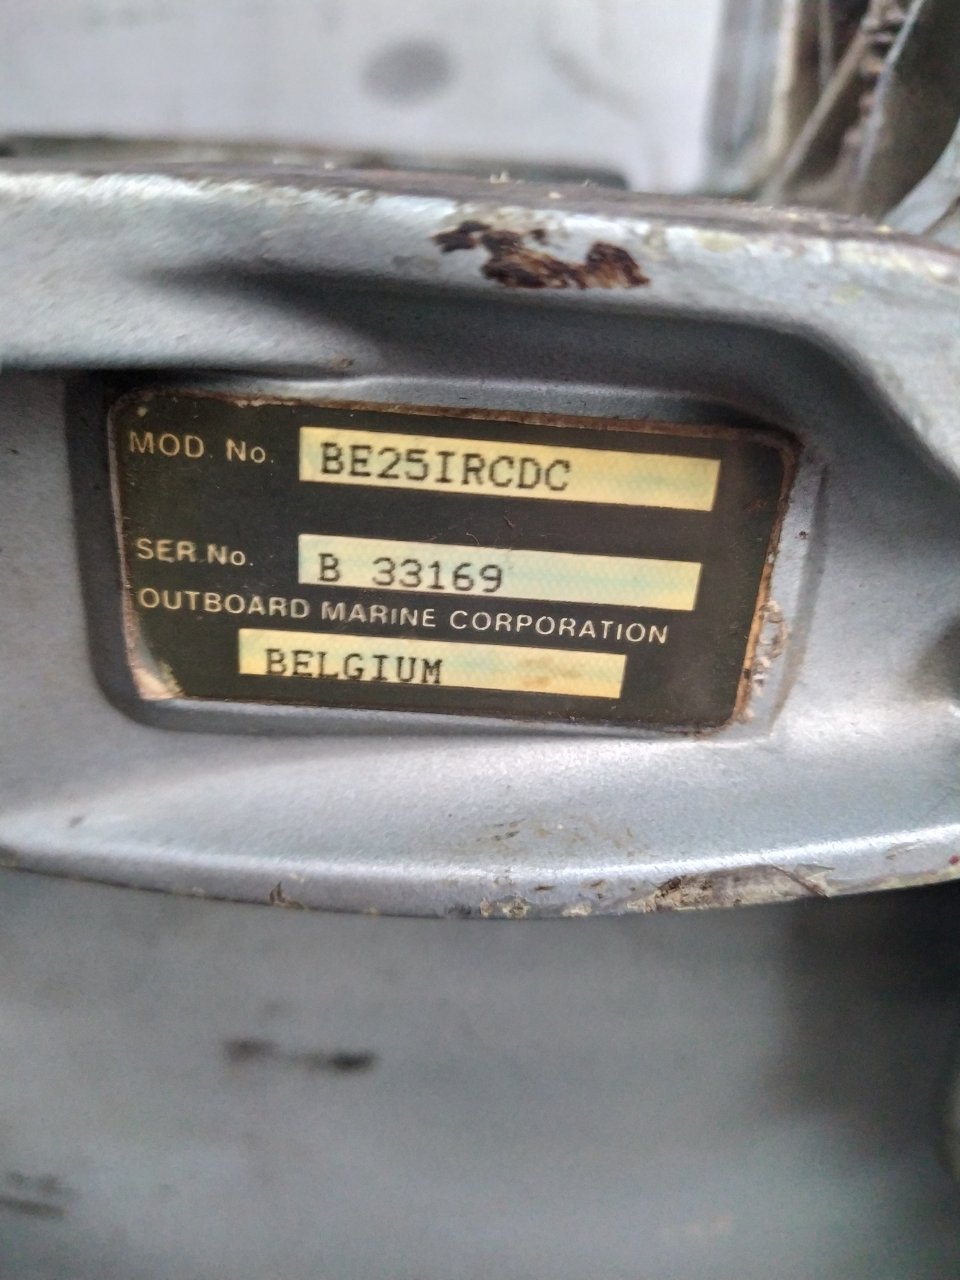 MOD. No. BE25IRCDC
SER.No. B 33169
OUTBOARD MARINE CORPORATION
BELGIUM